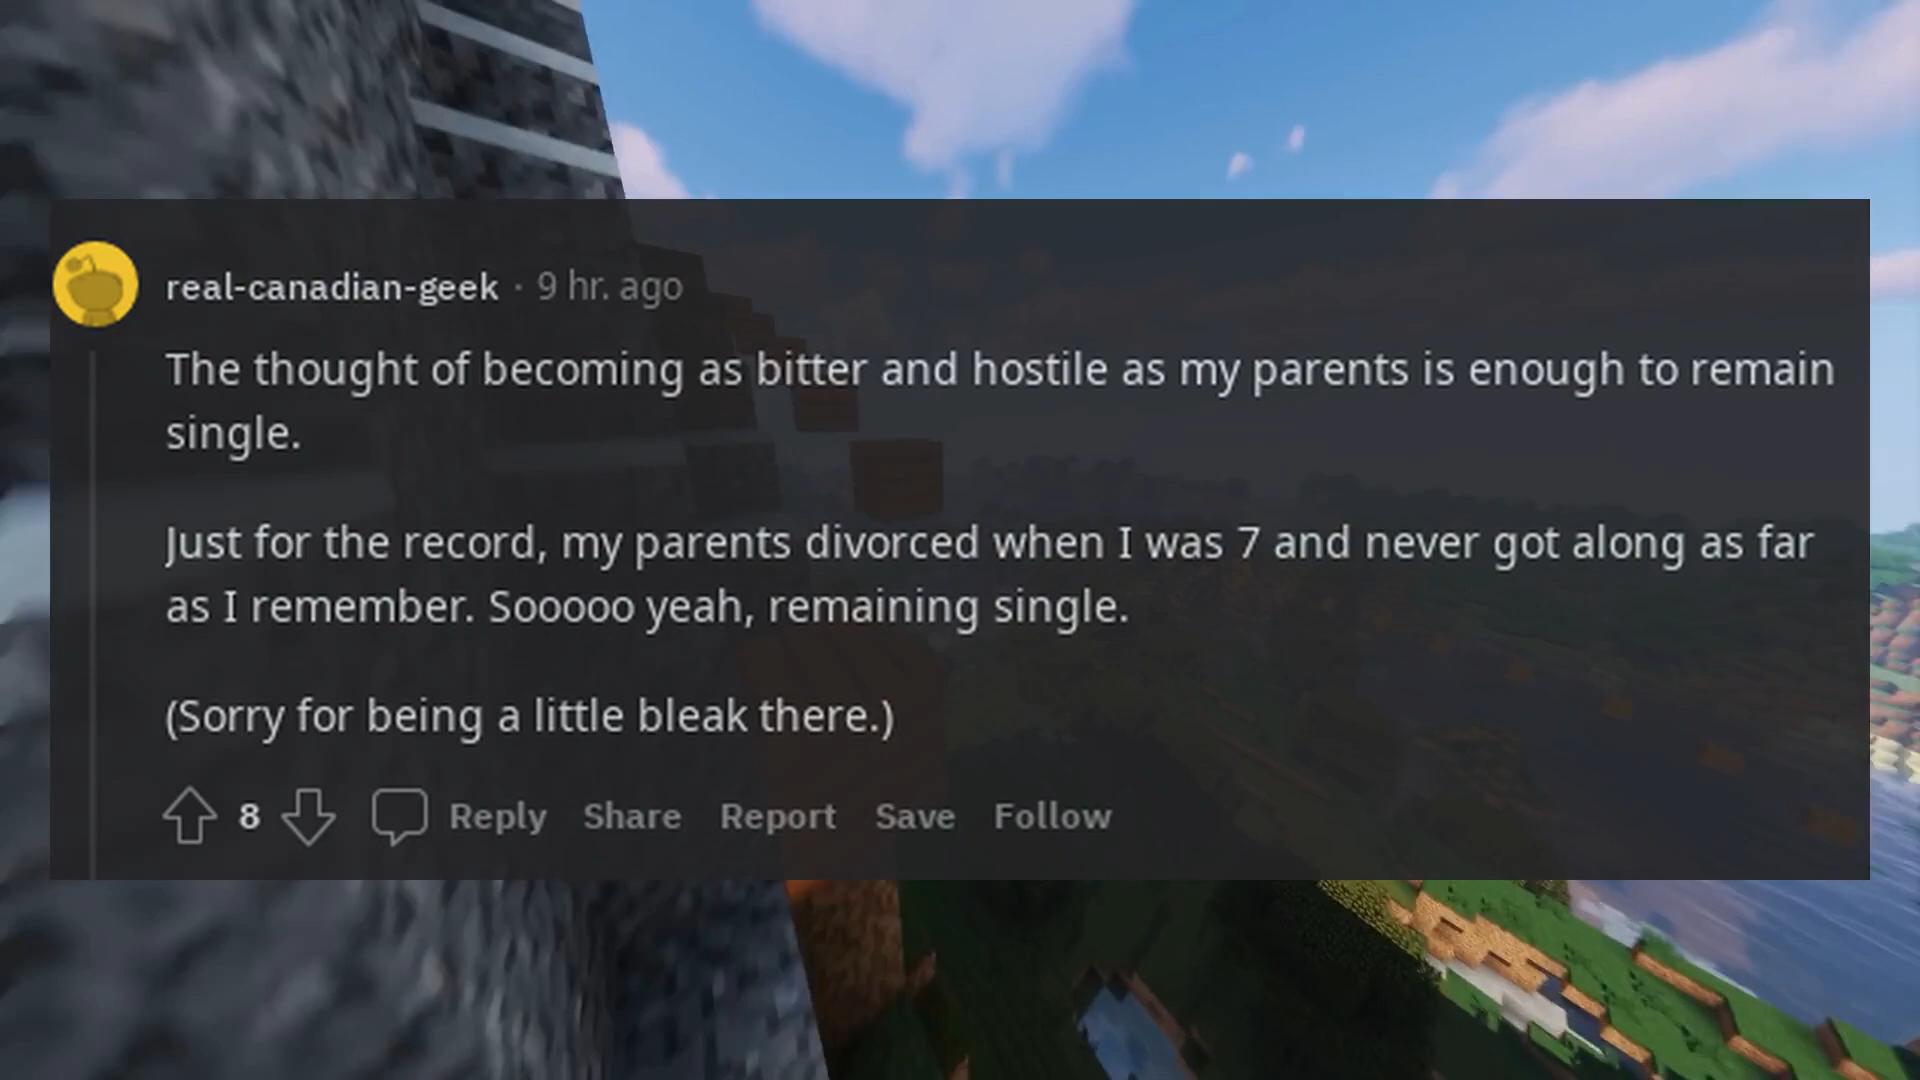 real-canadian-geek · 9 hr. ago
The thought of becoming as bitter and hostile as my parents is enough to remain
single.
Just for the record, my parents divorced when I was 7 and never got along as far
as I remember. Sooooo yeah, remaining single.
(Sorry for being a little bleak there.)
8 Reply Share Report Save Follow